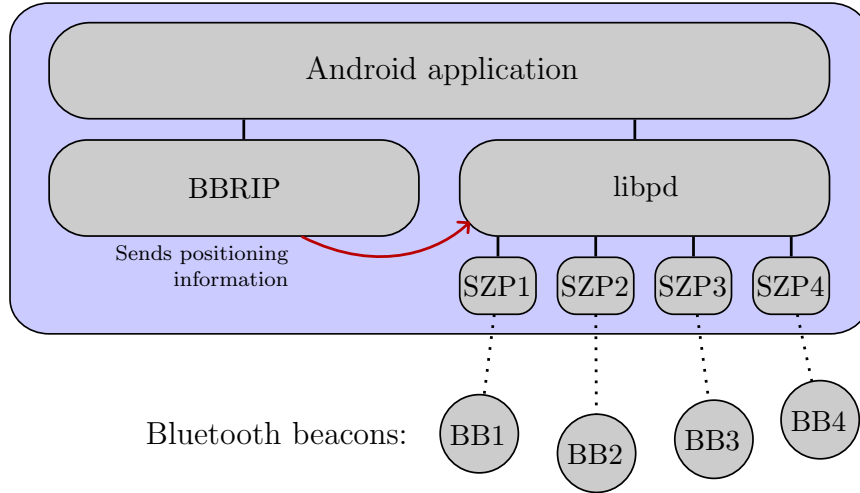 Android application
BBRIP
libpd
Sends positioning
information
SZP1 SZP2 SZP3 SZP4
Bluetooth beacons: BB1 BB2 BB3 BB4